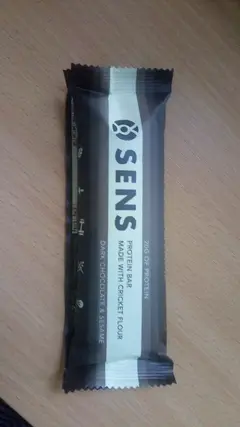 SENS
20G OF PROTEIN
PROTEIN BAR
MADE WITH CRICKET FLOUR
DARK CHOCOLATE & SESAME